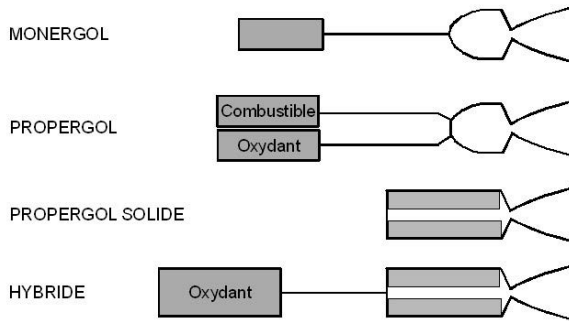 MONERGOL
Combustible
PROPERGOL
Oxydant
PROPERGOL SOLIDE
HYBRIDE
Oxydant